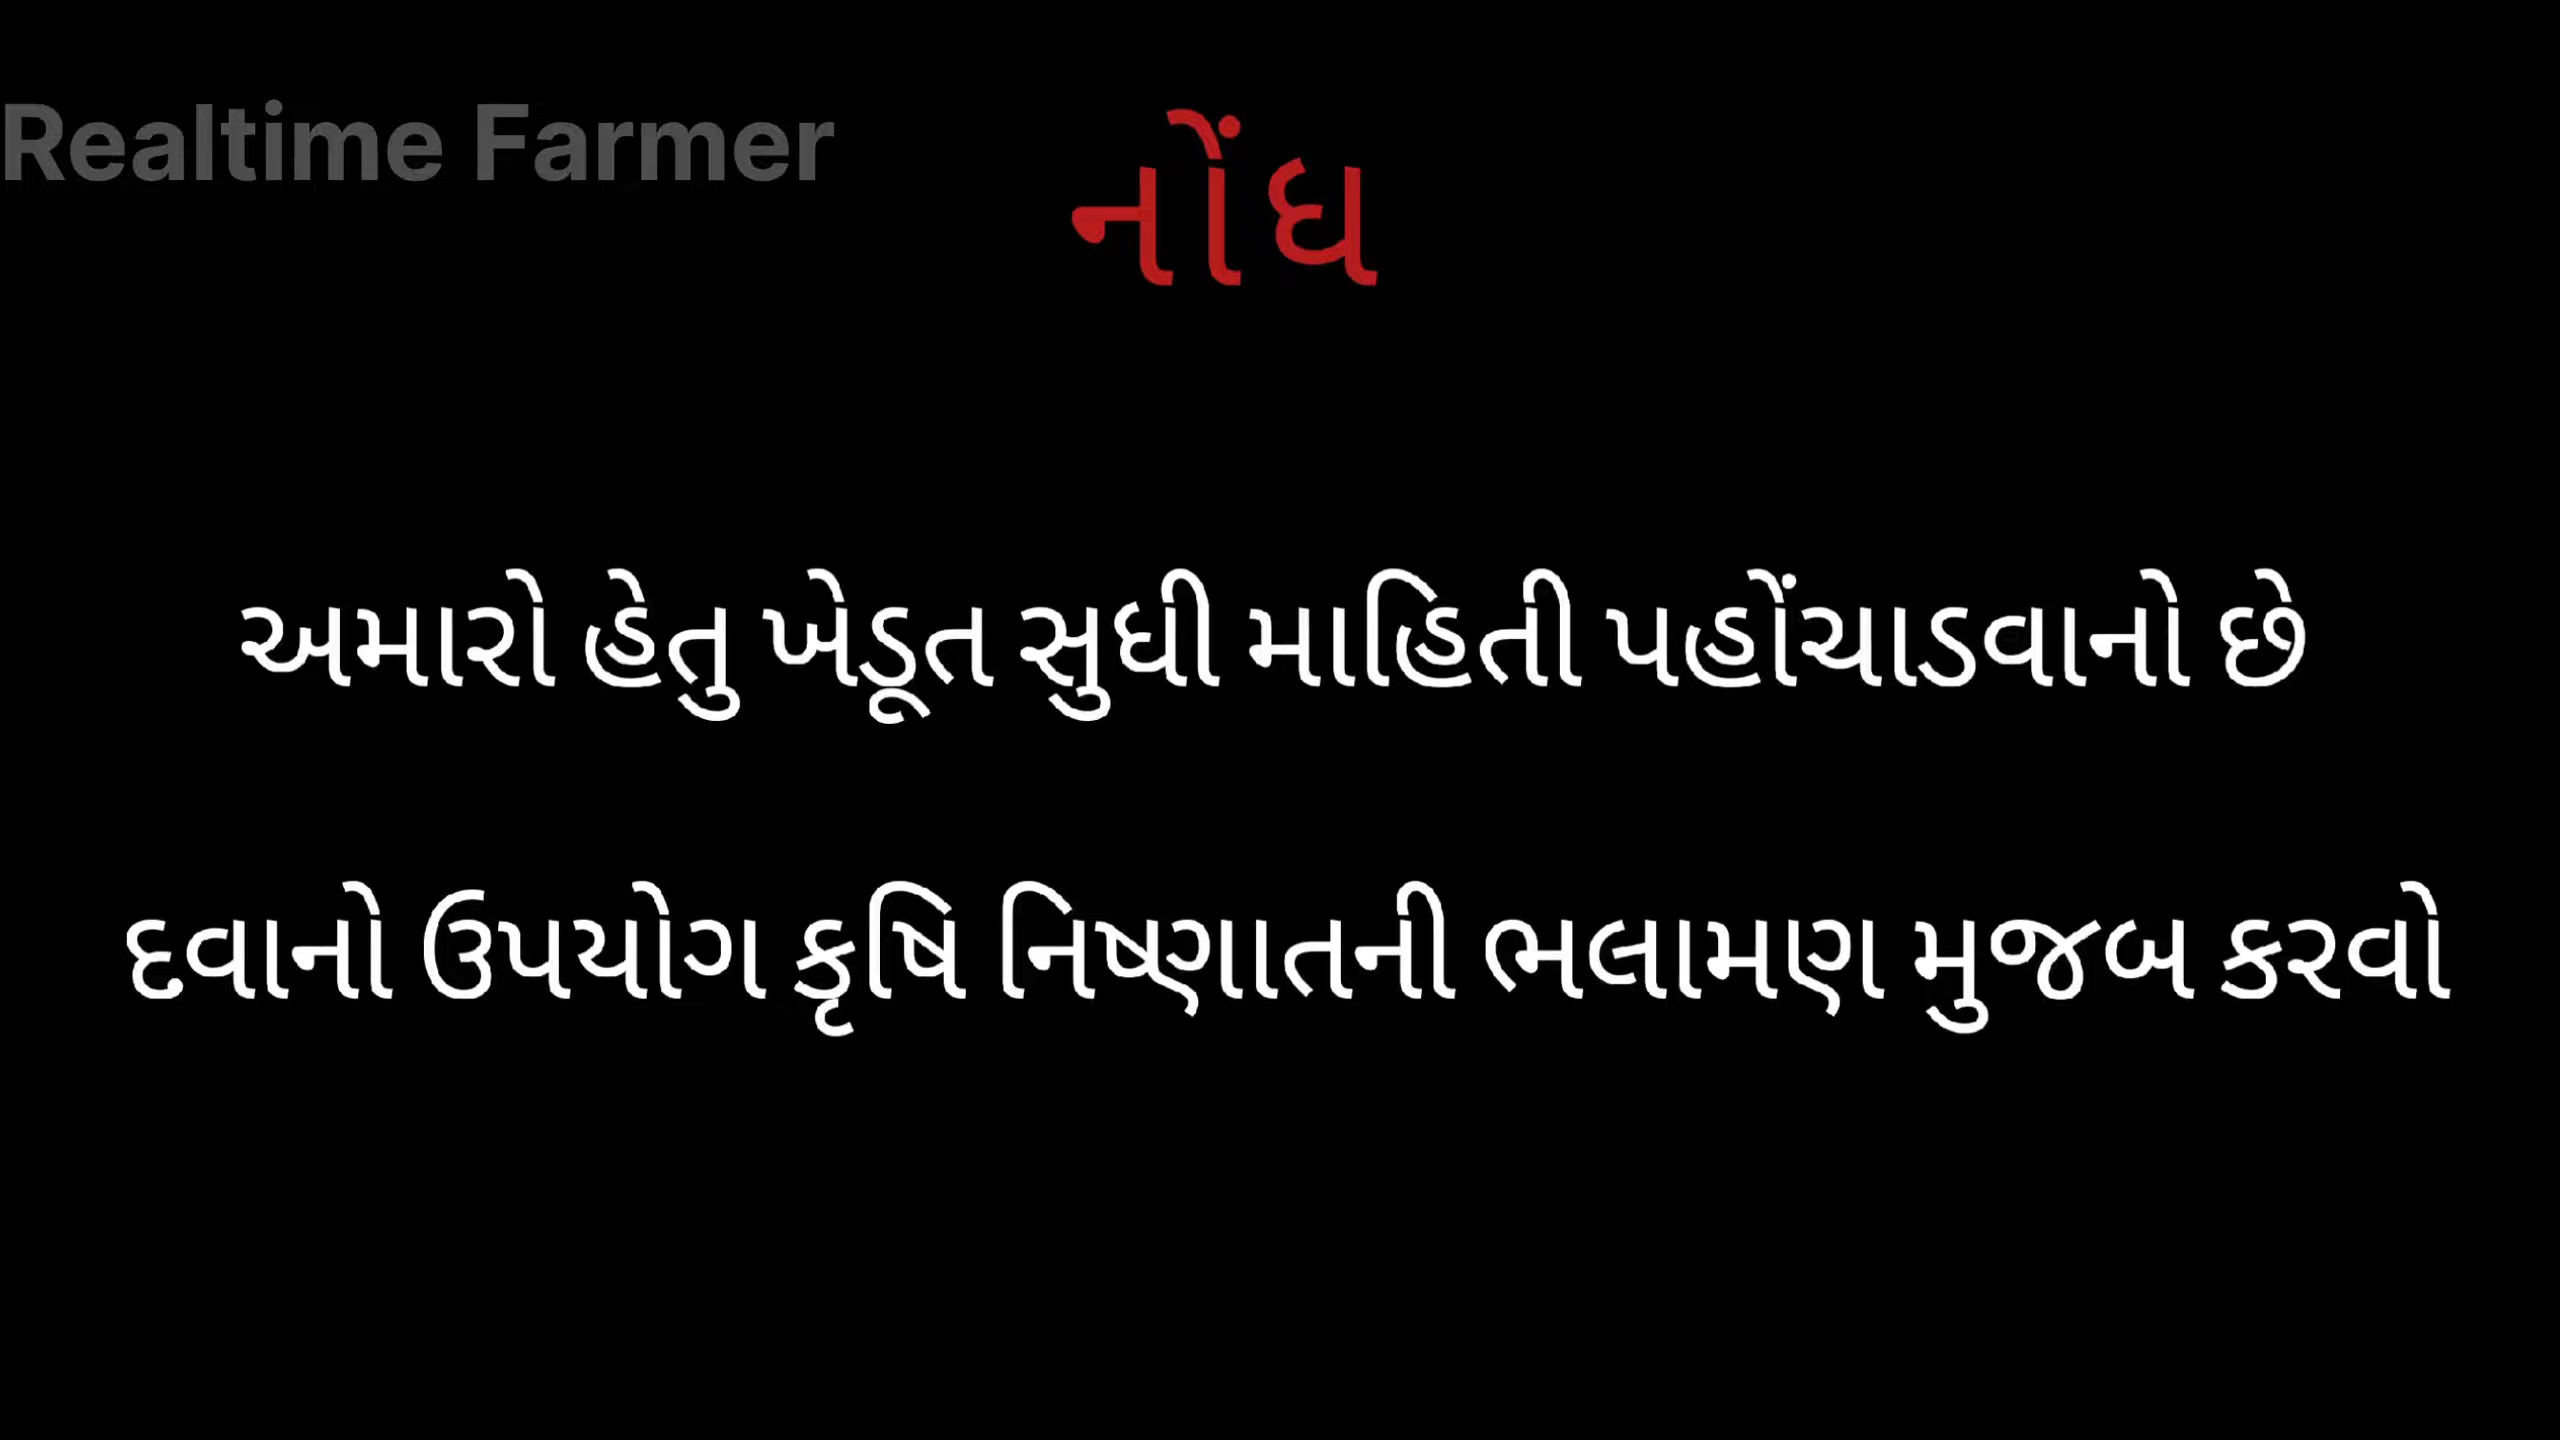 Realtime Farmer
નોંધ
અમારો હેતુ ખેડૂત સુધી માહિતી પહોંચાડવાનો છે
દવાનો ઉપયોગ કૃષિ નિષ્ણાતની ભલામણ મુજબ કરવો